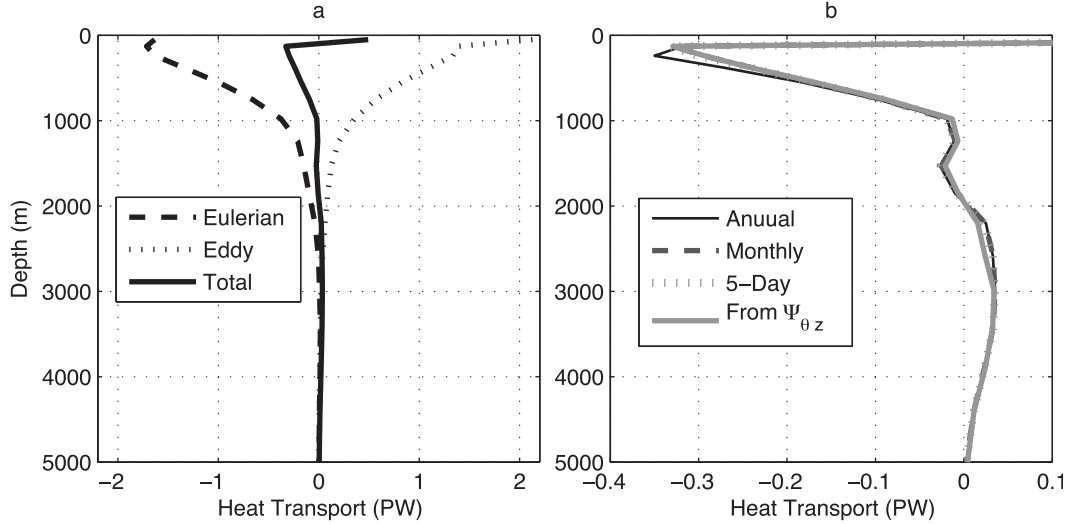 a
b
0
1000
2000
3000
4000
5000
Depth (m)
Eulerian
Eddy
Total
−2
−1
0
1
2
Heat Transport (PW)
0
1000
2000
3000
4000
5000
Anuual
Monthly
5−Day
From Ψθ z
−0.4
−0.3
−0.2
−0.1
0
0.1
Heat Transport (PW)